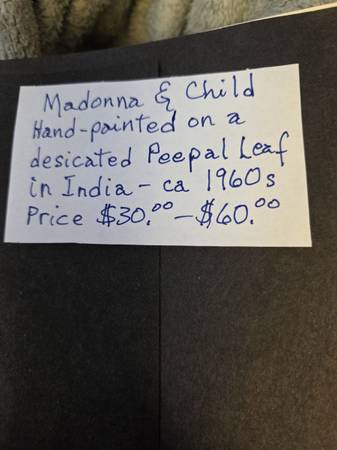 Madonna & Child
Hand-painted on a
desicated Peepal Leaf
in India - ca 1960s
Price $30.00 - $60.00